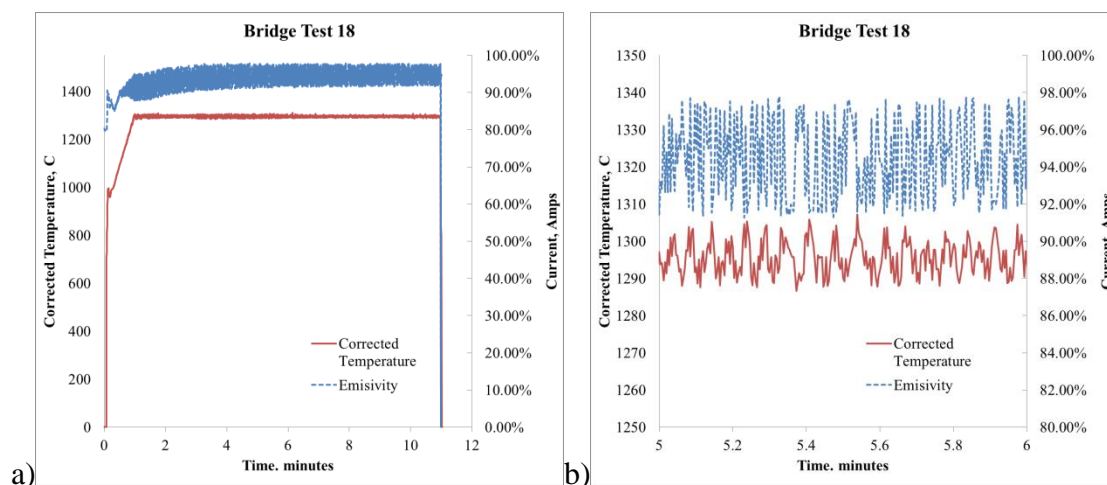 Bridge Test 18
1400
1200
1000
800
600
400
200
0
Corrected Temperature, C
100.00%
90.00%
80.00%
70.00%
60.00%
50.00%
40.00%
30.00%
20.00%
10.00%
0.00%
Current, Amps
Corrected
Temperature
Emisivity
0 2 4 6 8 10 12
Time. minutes
a)
Bridge Test 18
1350
1340
1330
1320
1310
1300
1290
1280
1270
1260
1250
Corrected Temperature, C
100.00%
98.00%
96.00%
94.00%
92.00%
90.00%
88.00%
86.00%
84.00%
82.00%
80.00%
Current, Amps
Corrected
Temperature
Emisivity
5 5.2 5.4 5.6 5.8 6
Time. minutes
b)